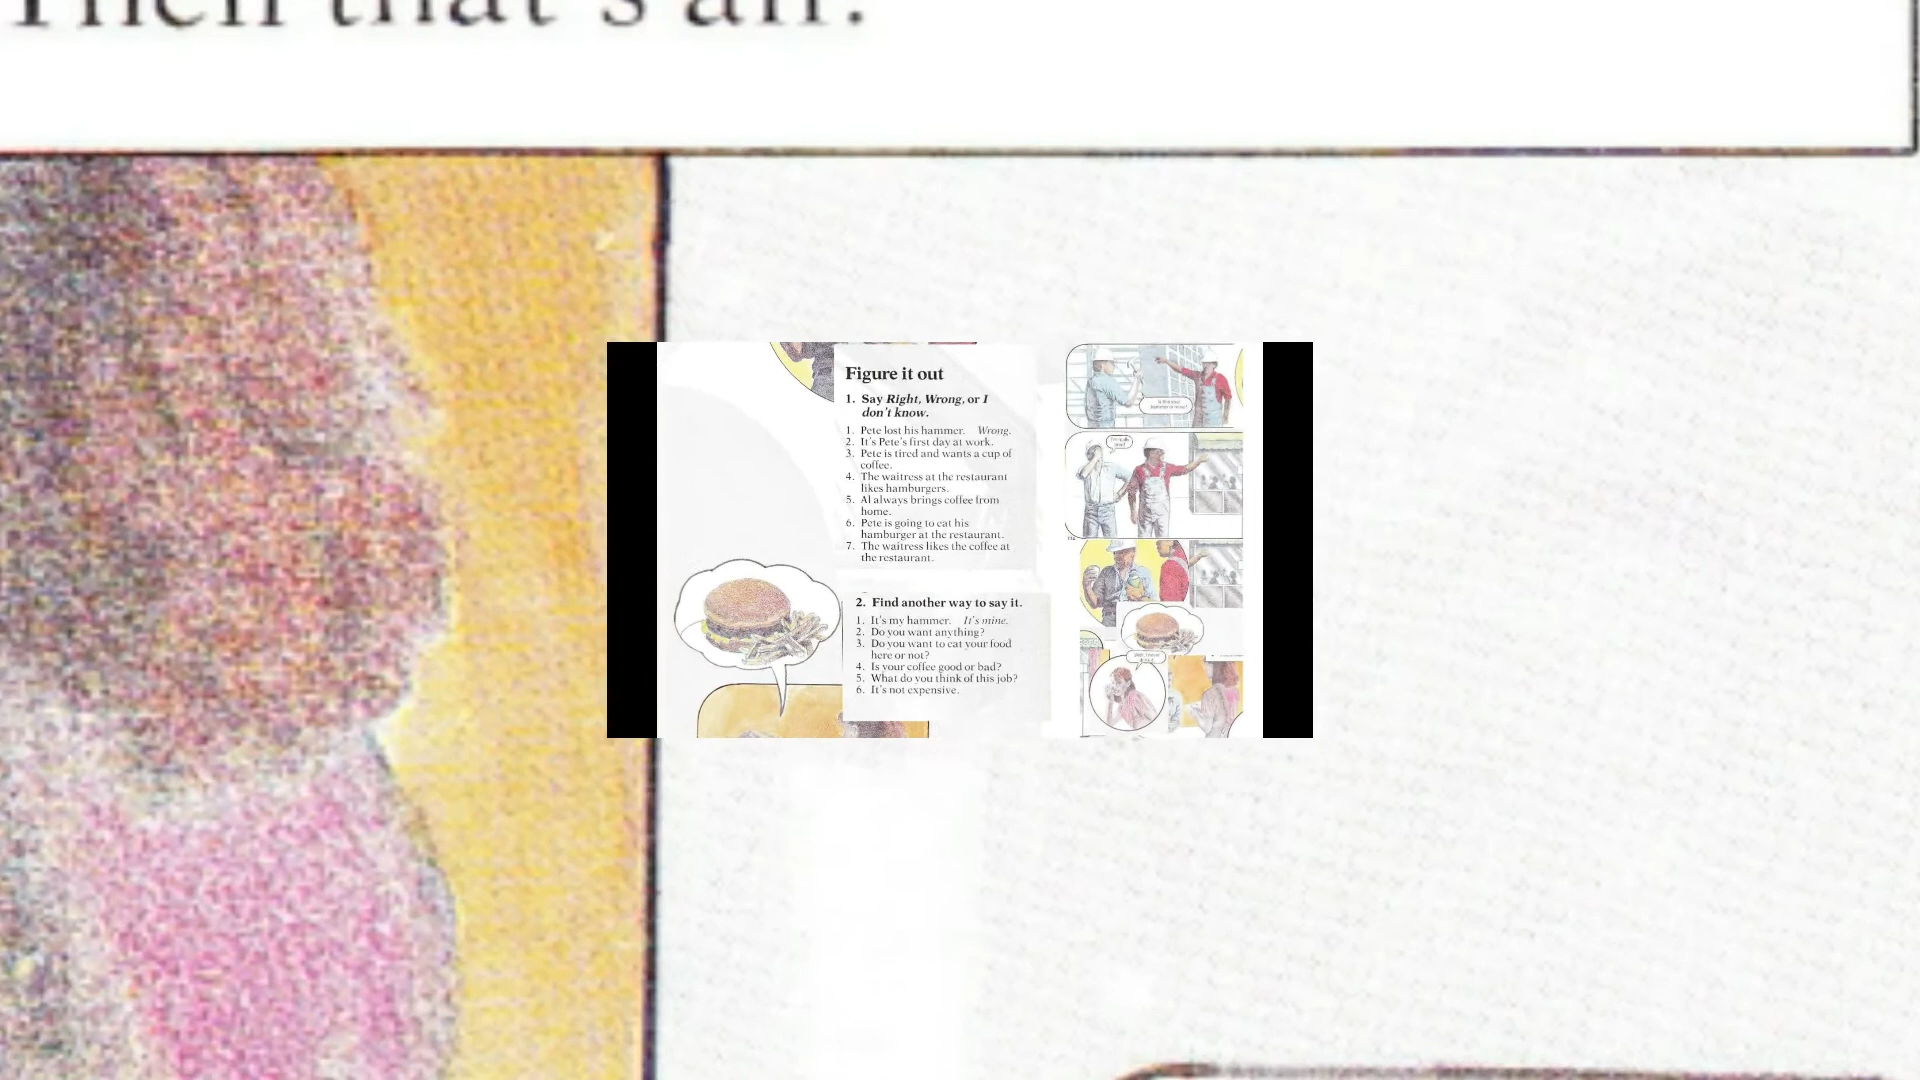 Then that's all.
Figure it out
1. Say Right, Wrong, or I
don't know.
1. Pete lost his hammer. Wrong.
2. It's Pete's first day at work.
3. Pete is tired and wants a cup of
coffee.
4. The waitress at the restaurant
likes hamburgers.
5. Al always brings coffee from
home.
6. Pete is going to eat his
hamburger at the restaurant.
7. The waitress likes the coffee at
the restaurant.
2. Find another way to say it.
1. It's my hammer. It's mine.
2. Do you want anything?
3. Do you want to eat your food
here or not?
4. Is your coffee good or bad?
5. What do you think of this job?
6. It's not expensive.
Is this your
hammer or mine?